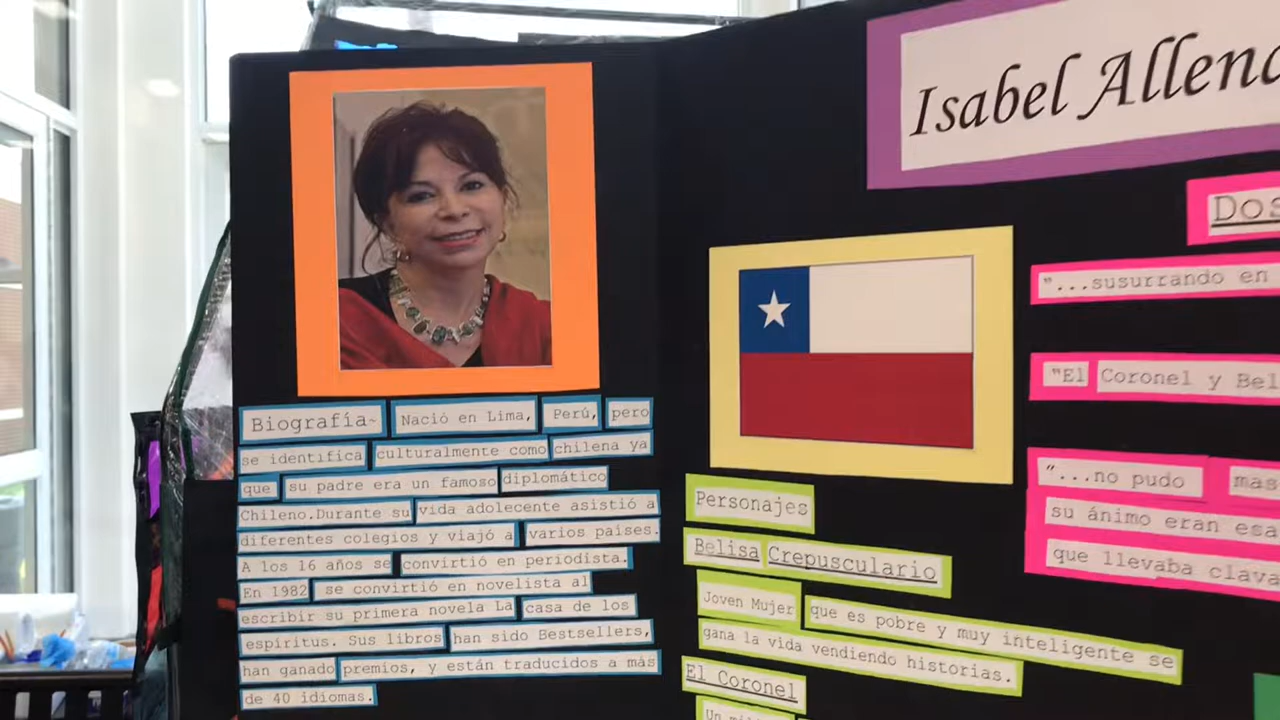 Isabel Allend
Biografía~ Nació en Lima, Perú, pero
se identifica culturalmente como chilena ya
que su padre era un famoso diplomático
Chileno.Durante su vida adolecente asistió a
diferentes colegios y viajó a varios paises.
A los 16 años se convirtió en periodista.
En 1982 se convirtió en novelista al
escribir su primera novela La casa de los
espíritus. Sus libros han sido Bestsellers,
han ganado premios, y están traducidos a màs
de 40 idiomas.
Personajes
Belisa Crepusculario
Joven Mujer que es pobre y muy inteligente se
gana la vida vendiendo historias.
El Coronel
Dos
"...susurrando en
"El Coronel y Bel
"...no pudo mas
su ánimo eran esa
que llevaba clava